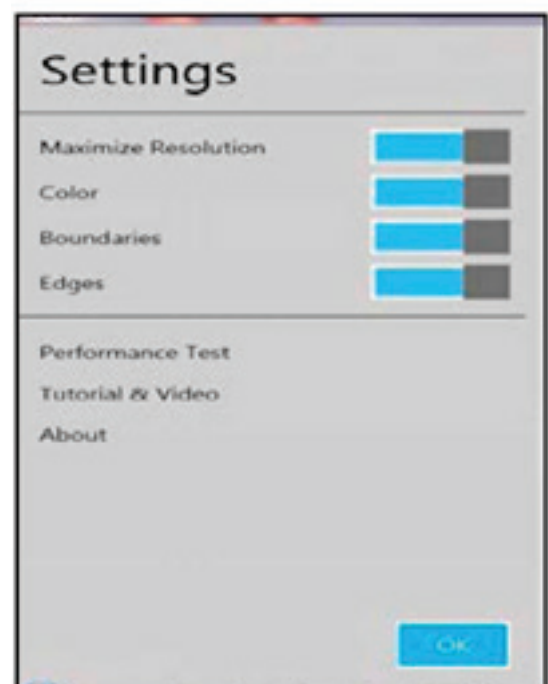 Settings
Maximize Resolution
Color
Boundaries
Edges
Performance Test
Tutorial & Video
About
OK